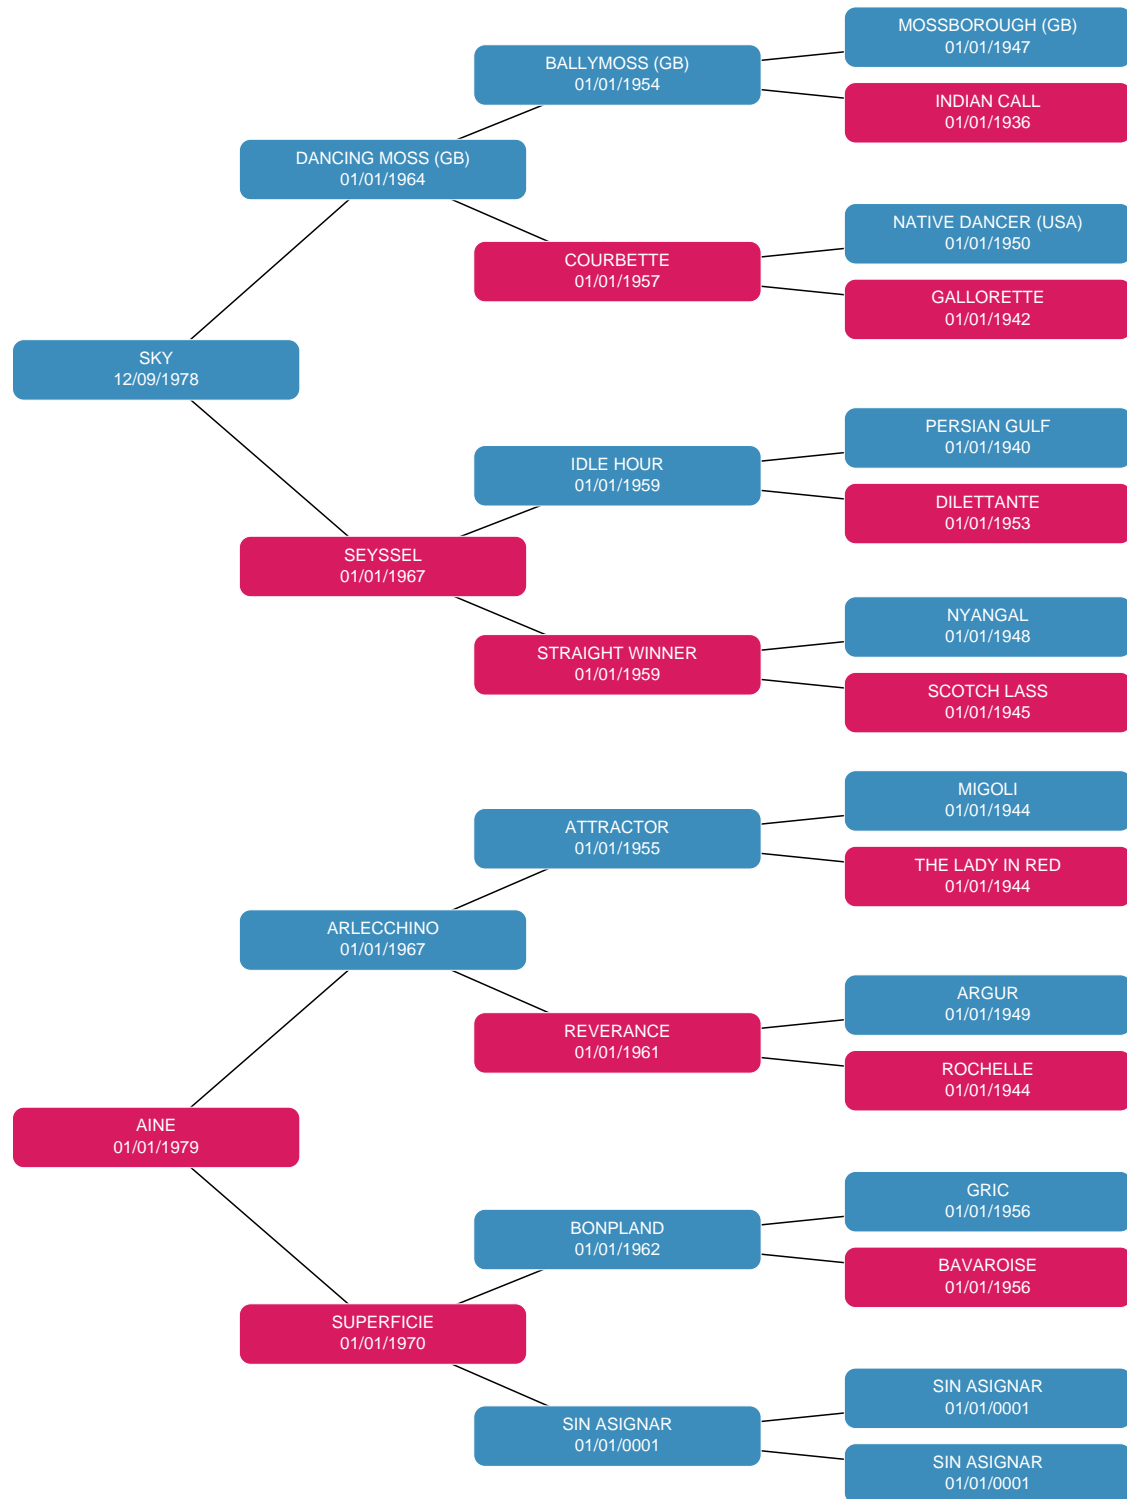 MOSSBOROUGH (GB)
01/01/1947
BALLYMOSS (GB)
01/01/1954
INDIAN CALL
01/01/1936
DANCING MOSS (GB)
01/01/1964
NATIVE DANCER (USA)
01/01/1950
COURBETTE
01/01/1957
GALLORETTE
01/01/1942
SKY
12/09/1978
PERSIAN GULF
01/01/1940
IDLE HOUR
01/01/1959
DILETTANTE
01/01/1953
SEYSSEL
01/01/1967
NYANGAL
01/01/1948
STRAIGHT WINNER
01/01/1959
SCOTCH LASS
01/01/1945
MIGOLI
01/01/1944
ATTRACTOR
01/01/1955
THE LADY IN RED
01/01/1944
ARLECCHINO
01/01/1967
ARGUR
01/01/1949
REVERANCE
01/01/1961
ROCHELLE
01/01/1944
AINE
01/01/1979
GRIC
01/01/1956
BONPLAND
01/01/1962
BAVAROISE
01/01/1956
SUPERFICIE
01/01/1970
SIN ASIGNAR
01/01/0001
SIN ASIGNAR
01/01/0001
SIN ASIGNAR
01/01/0001